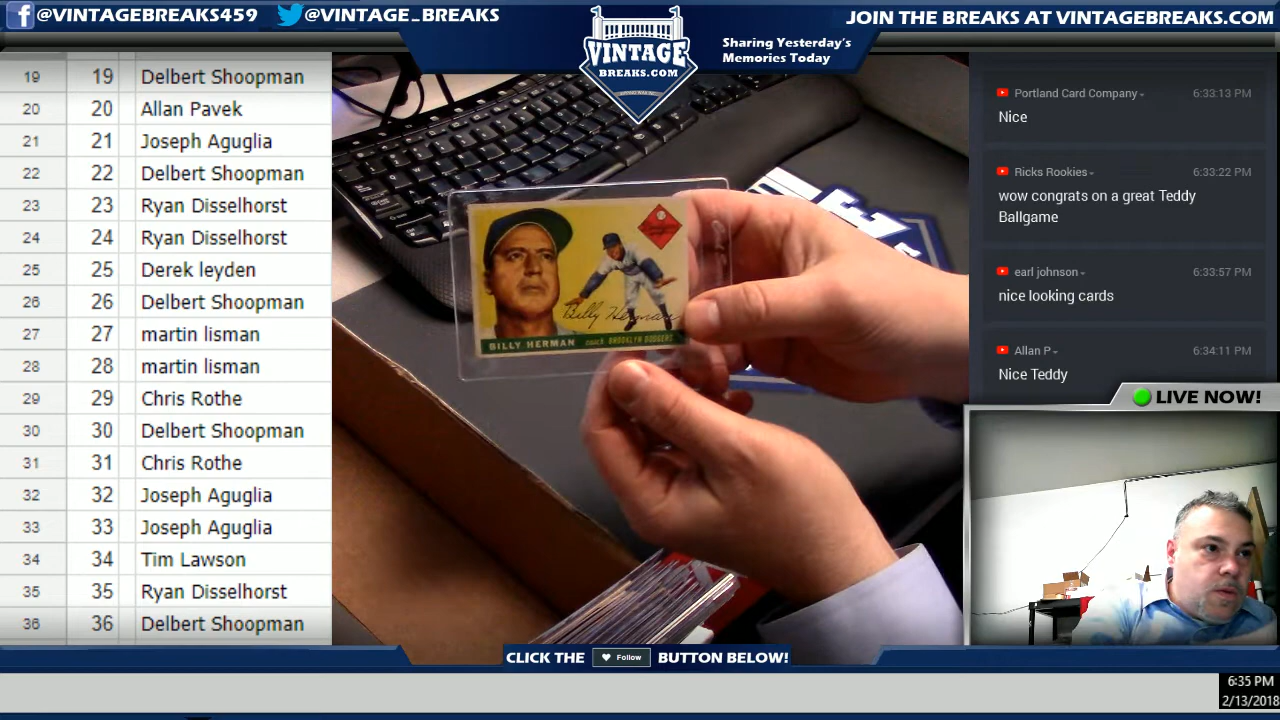 @VINTAGEBREAKS459
@VINTAGE_BREAKS
VINTAGE
BREAKS.COM
Sharing Yesterday's
Memories Today
JOIN THE BREAKS AT VINTAGEBREAKS.COM
19 19 Delbert Shoopman
20 20 Allan Pavek
21 21 Joseph Aguglia
22 22 Delbert Shoopman
23 23 Ryan Disselhorst
24 24 Ryan Disselhorst
25 25 Derek leyden
26 26 Delbert Shoopman
27 27 martin lisman
28 28 martin lisman
29 29 Chris Rothe
30 30 Delbert Shoopman
31 31 Chris Rothe
32 32 Joseph Aguglia
33 33 Joseph Aguglia
34 34 Tim Lawson
35 35 Ryan Disselhorst
36 36 Delbert Shoopman
Billy Herman
BILLY HERMAN coach BROOKLYN DODGERS
Portland Card Company 6:33:13 PM
Nice
Ricks Rookies 6:33:22 PM
wow congrats on a great Teddy
Ballgame
earl johnson 6:33:57 PM
nice looking cards
Allan P 6:34:11 PM
Nice Teddy
LIVE NOW!
CLICK THE Follow BUTTON BELOW!
6:35 PM
2/13/2018